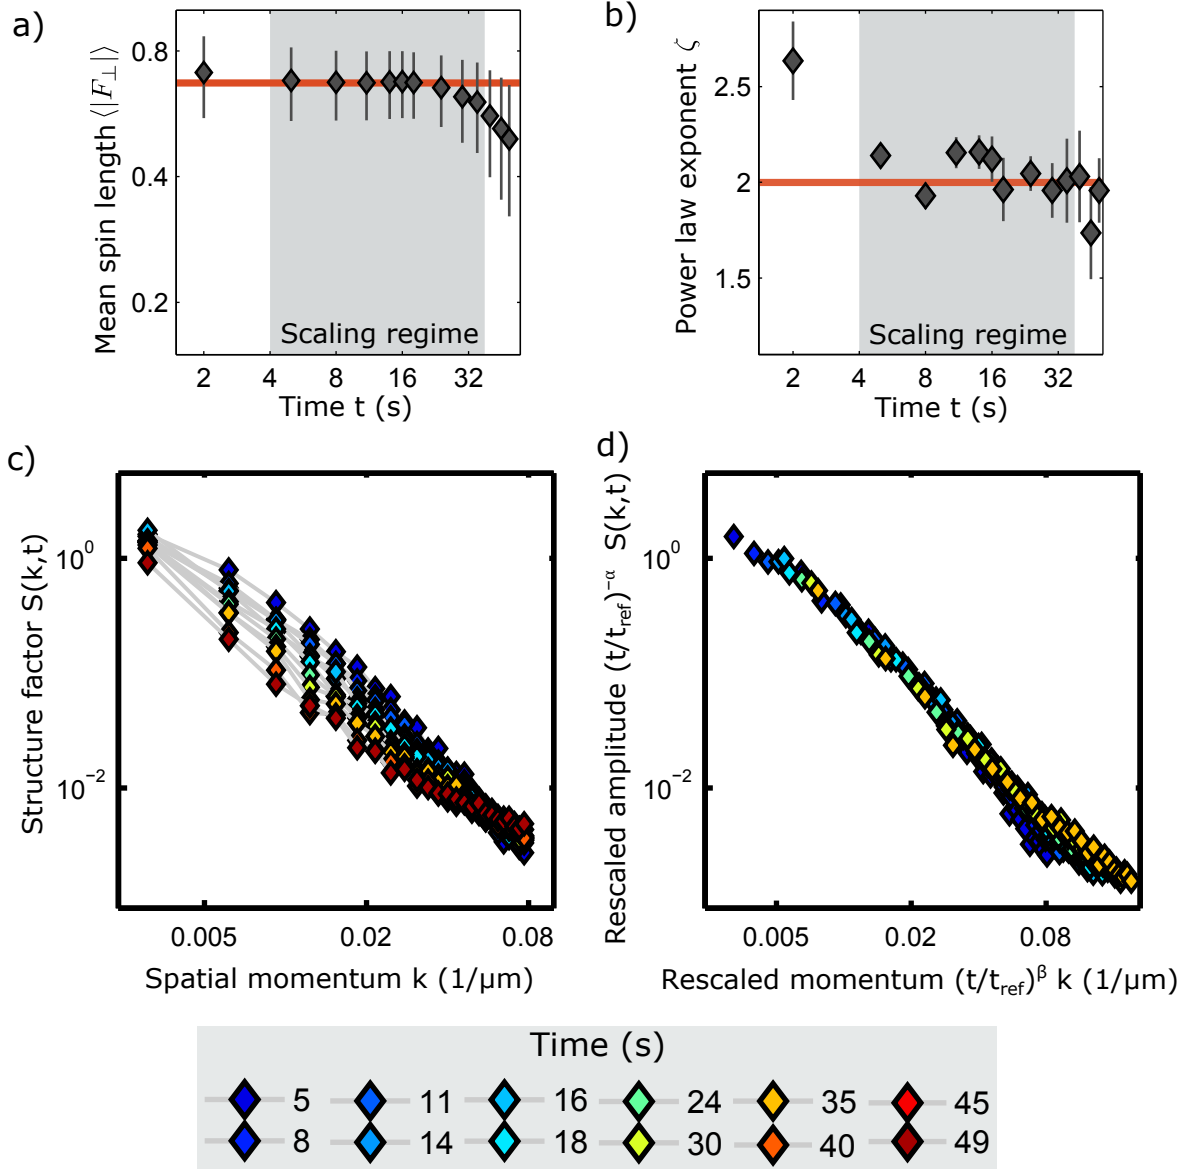 a)
Mean spin length ⟨|F⊥|⟩
0.8
0.4
0.2
Scaling regime
2 4 8 16 32
Time t (s)
b)
Power law exponent ζ
2.5
2
1.5
Scaling regime
2 4 8 16 32
Time t (s)
c)
Structure factor S(k,t)
10⁰
10⁻²
0.005 0.02 0.08
Spatial momentum k (1/μm)
d)
Rescaled amplitude (t/t_ref)^−α S(k,t)
10⁰
10⁻²
0.005 0.02 0.08
Rescaled momentum (t/t_ref)^β k (1/μm)
Time (s)
5 11 16 24 35 45
8 14 18 30 40 49